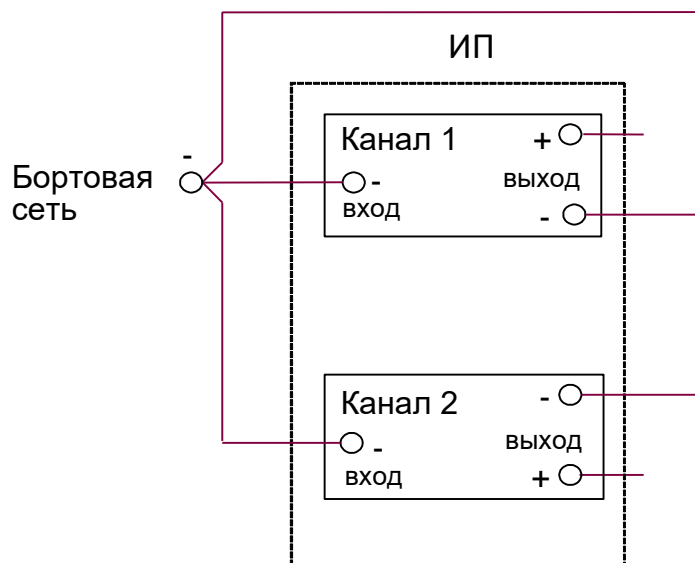 ИП
Канал 1
+
-
- выход
Бортовая
сеть
вход
-
Канал 2
-
- выход
вход
+